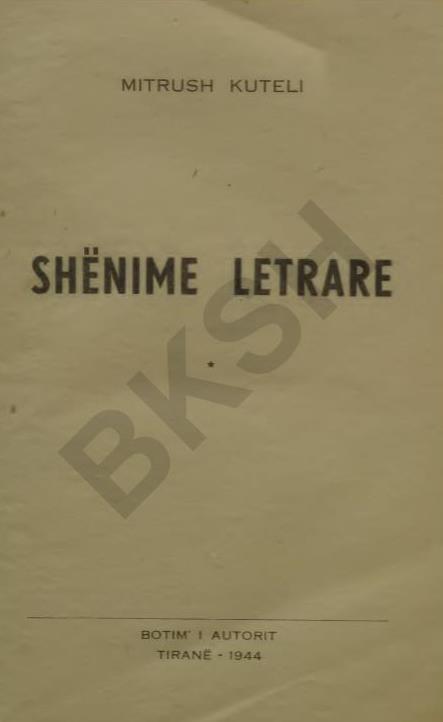 MITRUSH KUTELI
SHËNIME LETRARE
*
BKSH
BOTIM' I AUTORIT
TIRANË - 1944